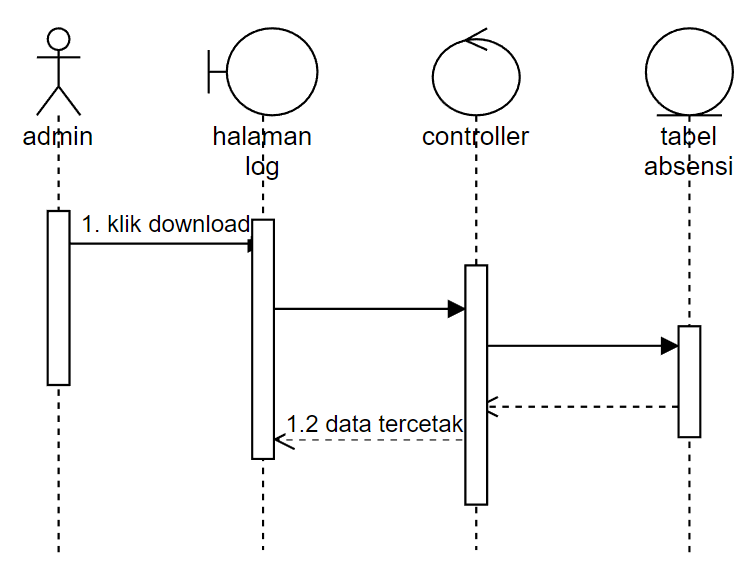 admin
halaman
log
controller
tabel
absensi
1. klik download
1.2 data tercetak